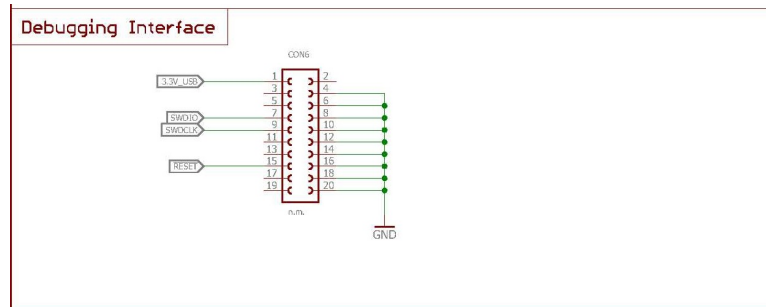 Debugging Interface
CON6
3.3V_USB 1 2
3 4
5 6
SWDIO 7 8
SWDCLK 9 10
11 12
13 14
RESET 15 16
17 18
19 20
n.m.
GND